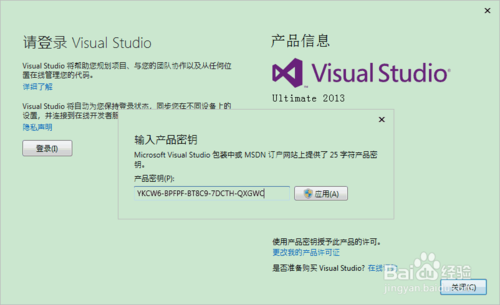 请登录 Visual Studio
Visual Studio 将帮助您规划项目、与您的团队协作以及从任何位
置在线管理您的代码。
详细了解
Visual Studio 将自动为您保持登录状态，同步您在不同设备上的
设置，并连接到在线开发者服
隐私声明
登录(I)
产品信息
Visual Studio
Ultimate 2013
输入产品密钥
Microsoft Visual Studio 包装中或 MSDN 订户网站上提供了 25 字符产品密
钥。
产品密钥(P):
YKCW6-BPFPF-BT8C9-7DCTH-QXGWC
应用(A)
使用产品密钥授予此产品的许可。
更改我的产品许可证
是否准备购买 Visual Studio? 在线
关闭(C)
Baidu 经验
jingyan.baidu.com